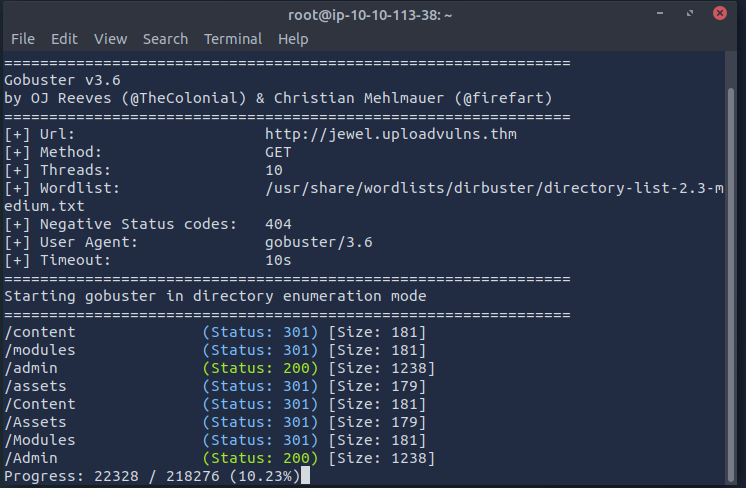 root@ip-10-10-113-38: ~
File Edit View Search Terminal Help
===============================================================
Gobuster v3.6
by OJ Reeves (@TheColonial) & Christian Mehlmauer (@firefart)
===============================================================
[+] Url:                     http://jewel.uploadvulns.thm
[+] Method:                  GET
[+] Threads:                 10
[+] Wordlist:                /usr/share/wordlists/dirbuster/directory-list-2.3-m
edium.txt
[+] Negative Status codes:   404
[+] User Agent:              gobuster/3.6
[+] Timeout:                 10s
===============================================================
Starting gobuster in directory enumeration mode
===============================================================
/content              (Status: 301) [Size: 181]
/modules              (Status: 301) [Size: 181]
/admin                (Status: 200) [Size: 1238]
/assets               (Status: 301) [Size: 179]
/Content              (Status: 301) [Size: 181]
/Assets               (Status: 301) [Size: 179]
/Modules              (Status: 301) [Size: 181]
/Admin                (Status: 200) [Size: 1238]
Progress: 22328 / 218276 (10.23%)